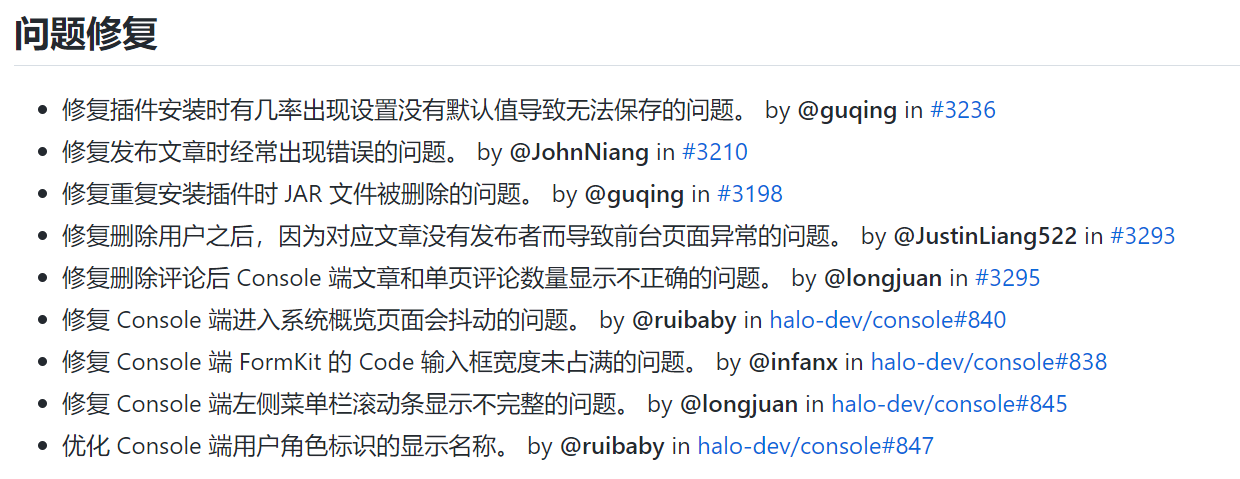 问题修复
修复插件安装时有几率出现设置没有默认值导致无法保存的问题。 by @guqing in #3236
修复发布文章时经常出现错误的问题。 by @JohnNiang in #3210
修复重复安装插件时 JAR 文件被删除的问题。 by @guqing in #3198
修复删除用户之后，因为对应文章没有发布者而导致前台页面异常的问题。 by @JustinLiang522 in #3293
修复删除评论后 Console 端文章和单页评论数量显示不正确的问题。 by @longjuan in #3295
修复 Console 端进入系统概览页面会抖动的问题。 by @ruibaby in halo-dev/console#840
修复 Console 端 FormKit 的 Code 输入框宽度未占满的问题。 by @infanx in halo-dev/console#838
修复 Console 端左侧菜单栏滚动条显示不完整的问题。 by @longjuan in halo-dev/console#845
优化 Console 端用户角色标识的显示名称。 by @ruibaby in halo-dev/console#847